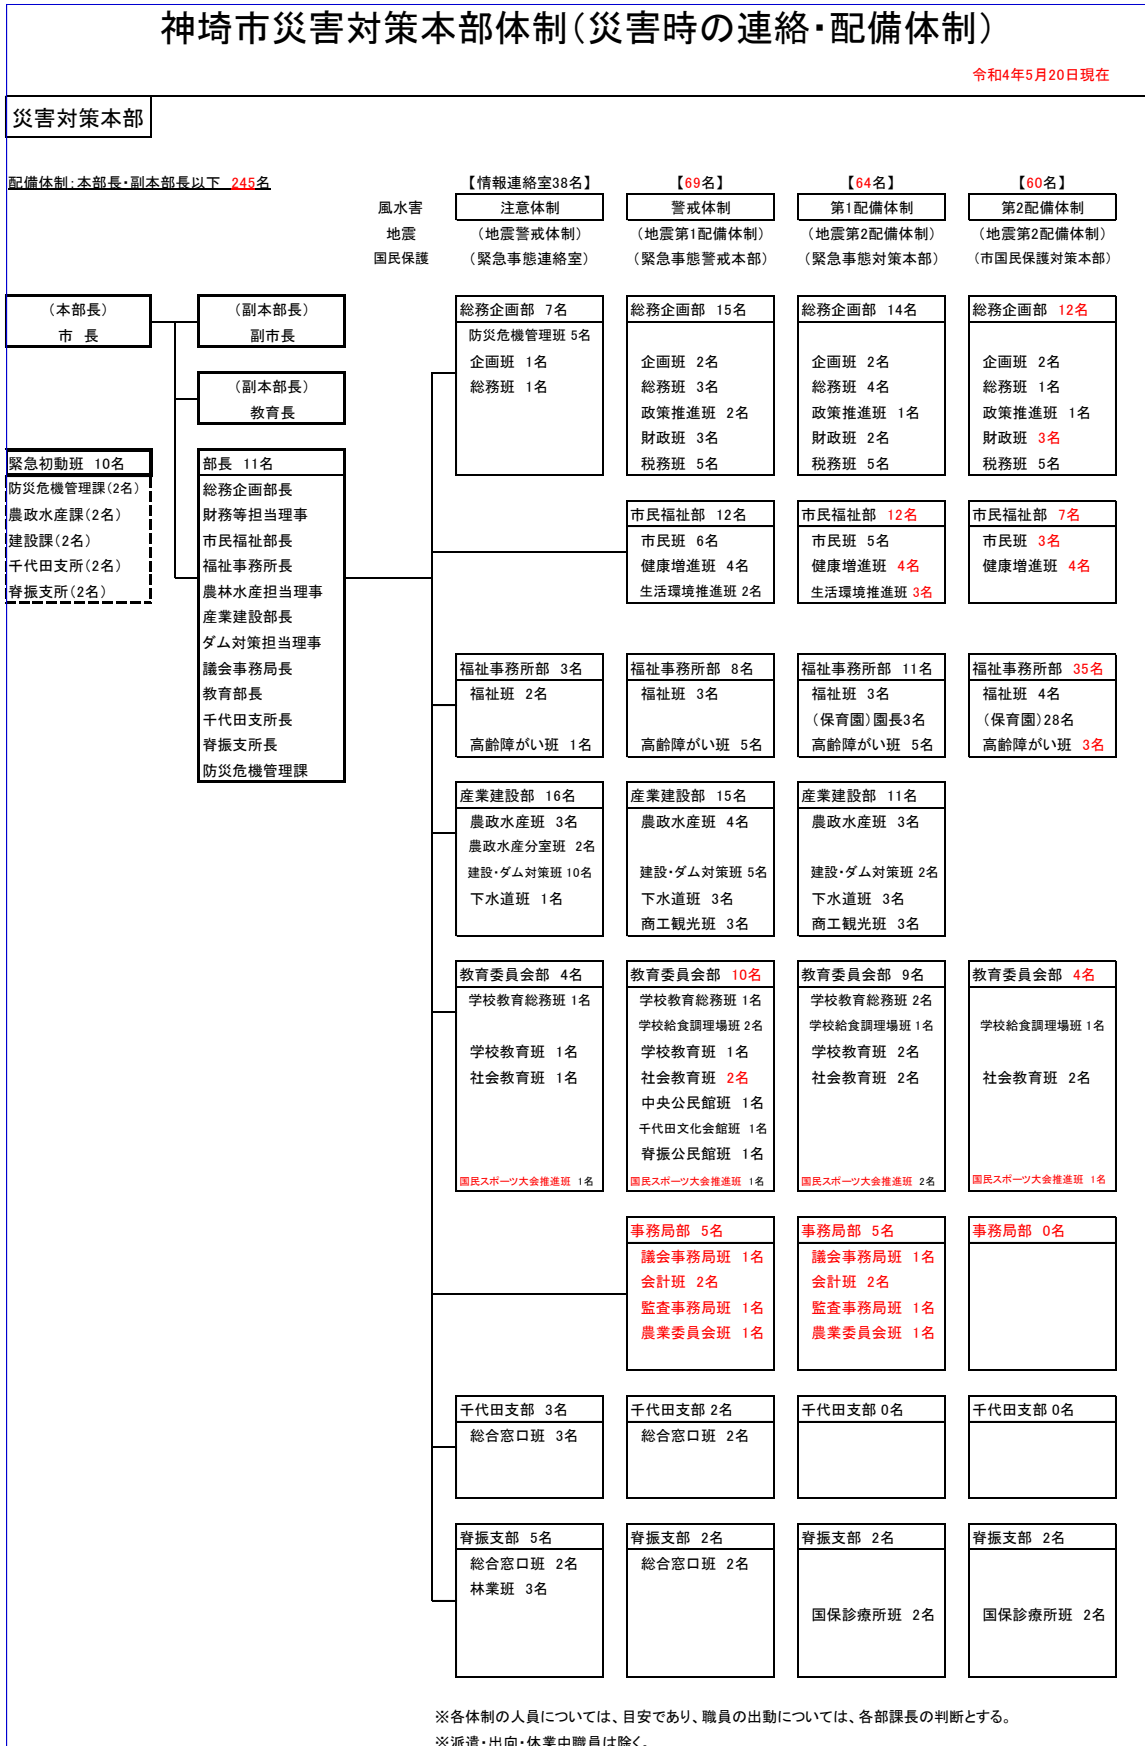 神埼市災害対策本部体制(災害時の連絡・配備体制)
令和4年5月20日現在
災害対策本部
配備体制:本部長・副本部長以下 245名
【情報連絡室38名】 【69名】 【64名】 【60名】
風水害 注意体制 警戒体制 第1配備体制 第2配備体制
地震 (地震警戒体制) (地震第1配備体制) (地震第2配備体制) (地震第2配備体制)
国民保護 (緊急事態連絡室) (緊急事態警戒本部) (緊急事態対策本部) (市国民保護対策本部)
(本部長)
市 長
(副本部長)
副市長
(副本部長)
教育長
緊急初動班 10名
防災危機管理課(2名)
農政水産課(2名)
建設課(2名)
千代田支所(2名)
脊振支所(2名)
部長 11名
総務企画部長
財務等担当理事
市民福祉部長
福祉事務所長
農林水産担当理事
産業建設部長
ダム対策担当理事
議会事務局長
教育部長
千代田支所長
脊振支所長
防災危機管理課
総務企画部 7名
防災危機管理班 5名
企画班 1名
総務班 1名
総務企画部 15名
企画班 2名
総務班 3名
政策推進班 2名
財政班 3名
税務班 5名
総務企画部 14名
企画班 2名
総務班 4名
政策推進班 1名
財政班 2名
税務班 5名
総務企画部 12名
企画班 2名
総務班 1名
政策推進班 1名
財政班 3名
税務班 5名
市民福祉部 12名
市民班 6名
健康増進班 4名
生活環境推進班 2名
市民福祉部 12名
市民班 5名
健康増進班 4名
生活環境推進班 3名
市民福祉部 7名
市民班 3名
健康増進班 4名
福祉事務所部 3名
福祉班 2名
高齢障がい班 1名
福祉事務所部 8名
福祉班 3名
高齢障がい班 5名
福祉事務所部 11名
福祉班 3名
(保育園)園長3名
高齢障がい班 5名
福祉事務所部 35名
福祉班 4名
(保育園)28名
高齢障がい班 3名
産業建設部 16名
農政水産班 3名
農政水産分室班 2名
建設・ダム対策班 10名
下水道班 1名
産業建設部 15名
農政水産班 4名
建設・ダム対策班 5名
下水道班 3名
商工観光班 3名
産業建設部 11名
農政水産班 3名
建設・ダム対策班 2名
下水道班 3名
商工観光班 3名
教育委員会部 4名
学校教育総務班 1名
学校教育班 1名
社会教育班 1名
国民スポーツ大会推進班 1名
教育委員会部 10名
学校教育総務班 1名
学校給食調理場班 2名
学校教育班 1名
社会教育班 2名
中央公民館班 1名
千代田文化会館班 1名
脊振公民館班 1名
国民スポーツ大会推進班 1名
教育委員会部 9名
学校教育総務班 2名
学校給食調理場班 1名
学校教育班 2名
社会教育班 2名
国民スポーツ大会推進班 2名
教育委員会部 4名
学校給食調理場班 1名
社会教育班 2名
国民スポーツ大会推進班 1名
事務局部 5名
議会事務局班 1名
会計班 2名
監査事務局班 1名
農業委員会班 1名
事務局部 5名
議会事務局班 1名
会計班 2名
監査事務局班 1名
農業委員会班 1名
事務局部 0名
千代田支部 3名
総合窓口班 3名
千代田支部 2名
総合窓口班 2名
千代田支部 0名
千代田支部 0名
脊振支部 5名
総合窓口班 2名
林業班 3名
脊振支部 2名
総合窓口班 2名
脊振支部 2名
国保診療所班 2名
脊振支部 2名
国保診療所班 2名
※各体制の人員については、目安であり、職員の出動については、各部課長の判断とする。
※派遣・出向・休業中職員は除く。